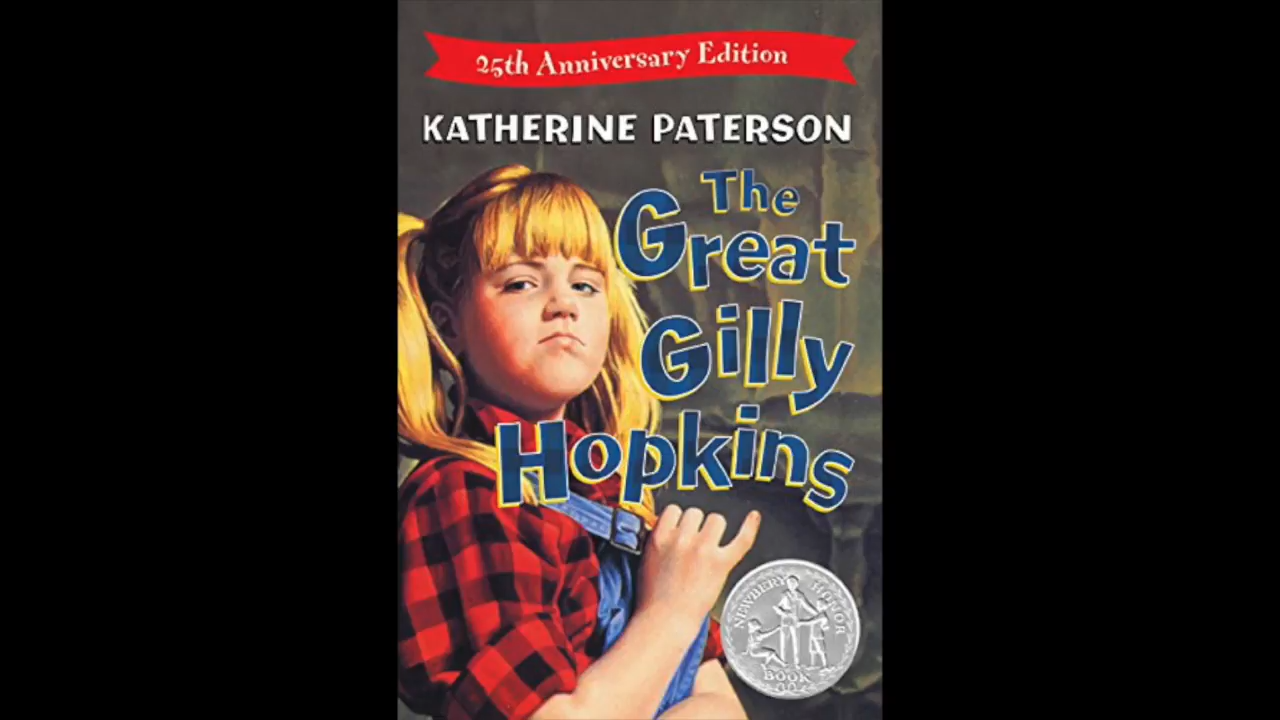 25th Anniversary Edition
KATHERINE PATERSON
The
Great
Gilly
Hopkins
NEWBERY HONOR
BOOK